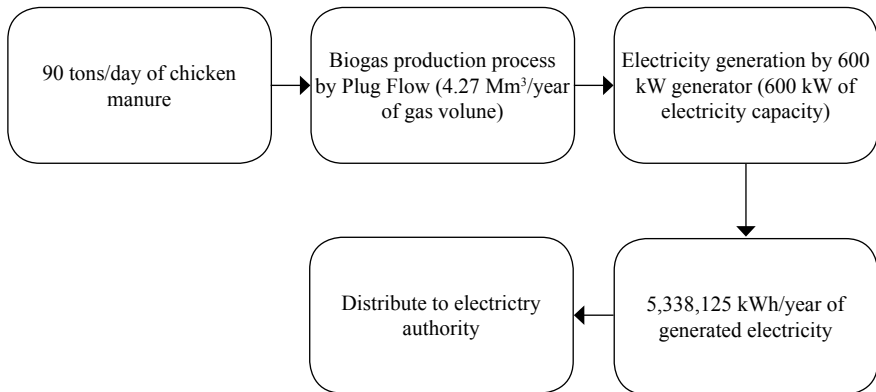 90 tons/day of chicken
manure
Biogas production process
by Plug Flow (4.27 Mm³/year
of gas volune)
Electricity generation by 600
kW generator (600 kW of
electricity capacity)
5,338,125 kWh/year of
generated electricity
Distribute to electrictry
authority